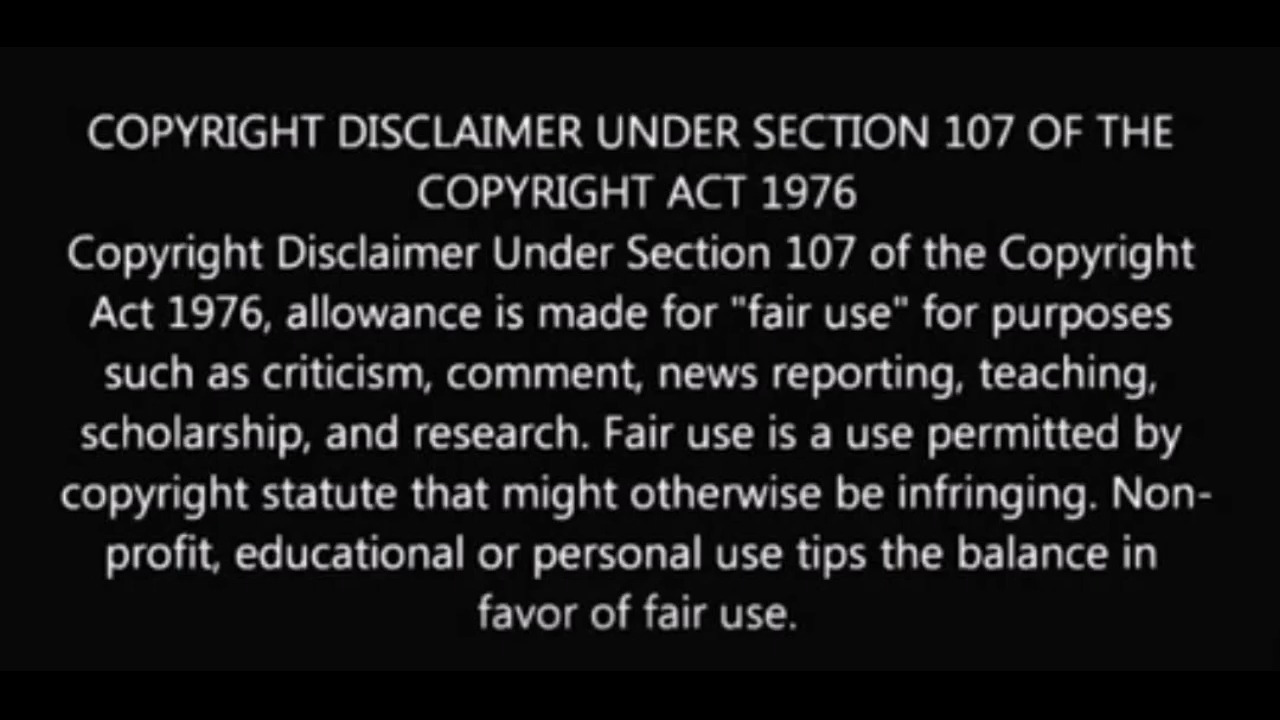 COPYRIGHT DISCLAIMER UNDER SECTION 107 OF THE
COPYRIGHT ACT 1976
Copyright Disclaimer Under Section 107 of the Copyright
Act 1976, allowance is made for "fair use" for purposes
such as criticism, comment, news reporting, teaching,
scholarship, and research. Fair use is a use permitted by
copyright statute that might otherwise be infringing. Non-
profit, educational or personal use tips the balance in
favor of fair use.